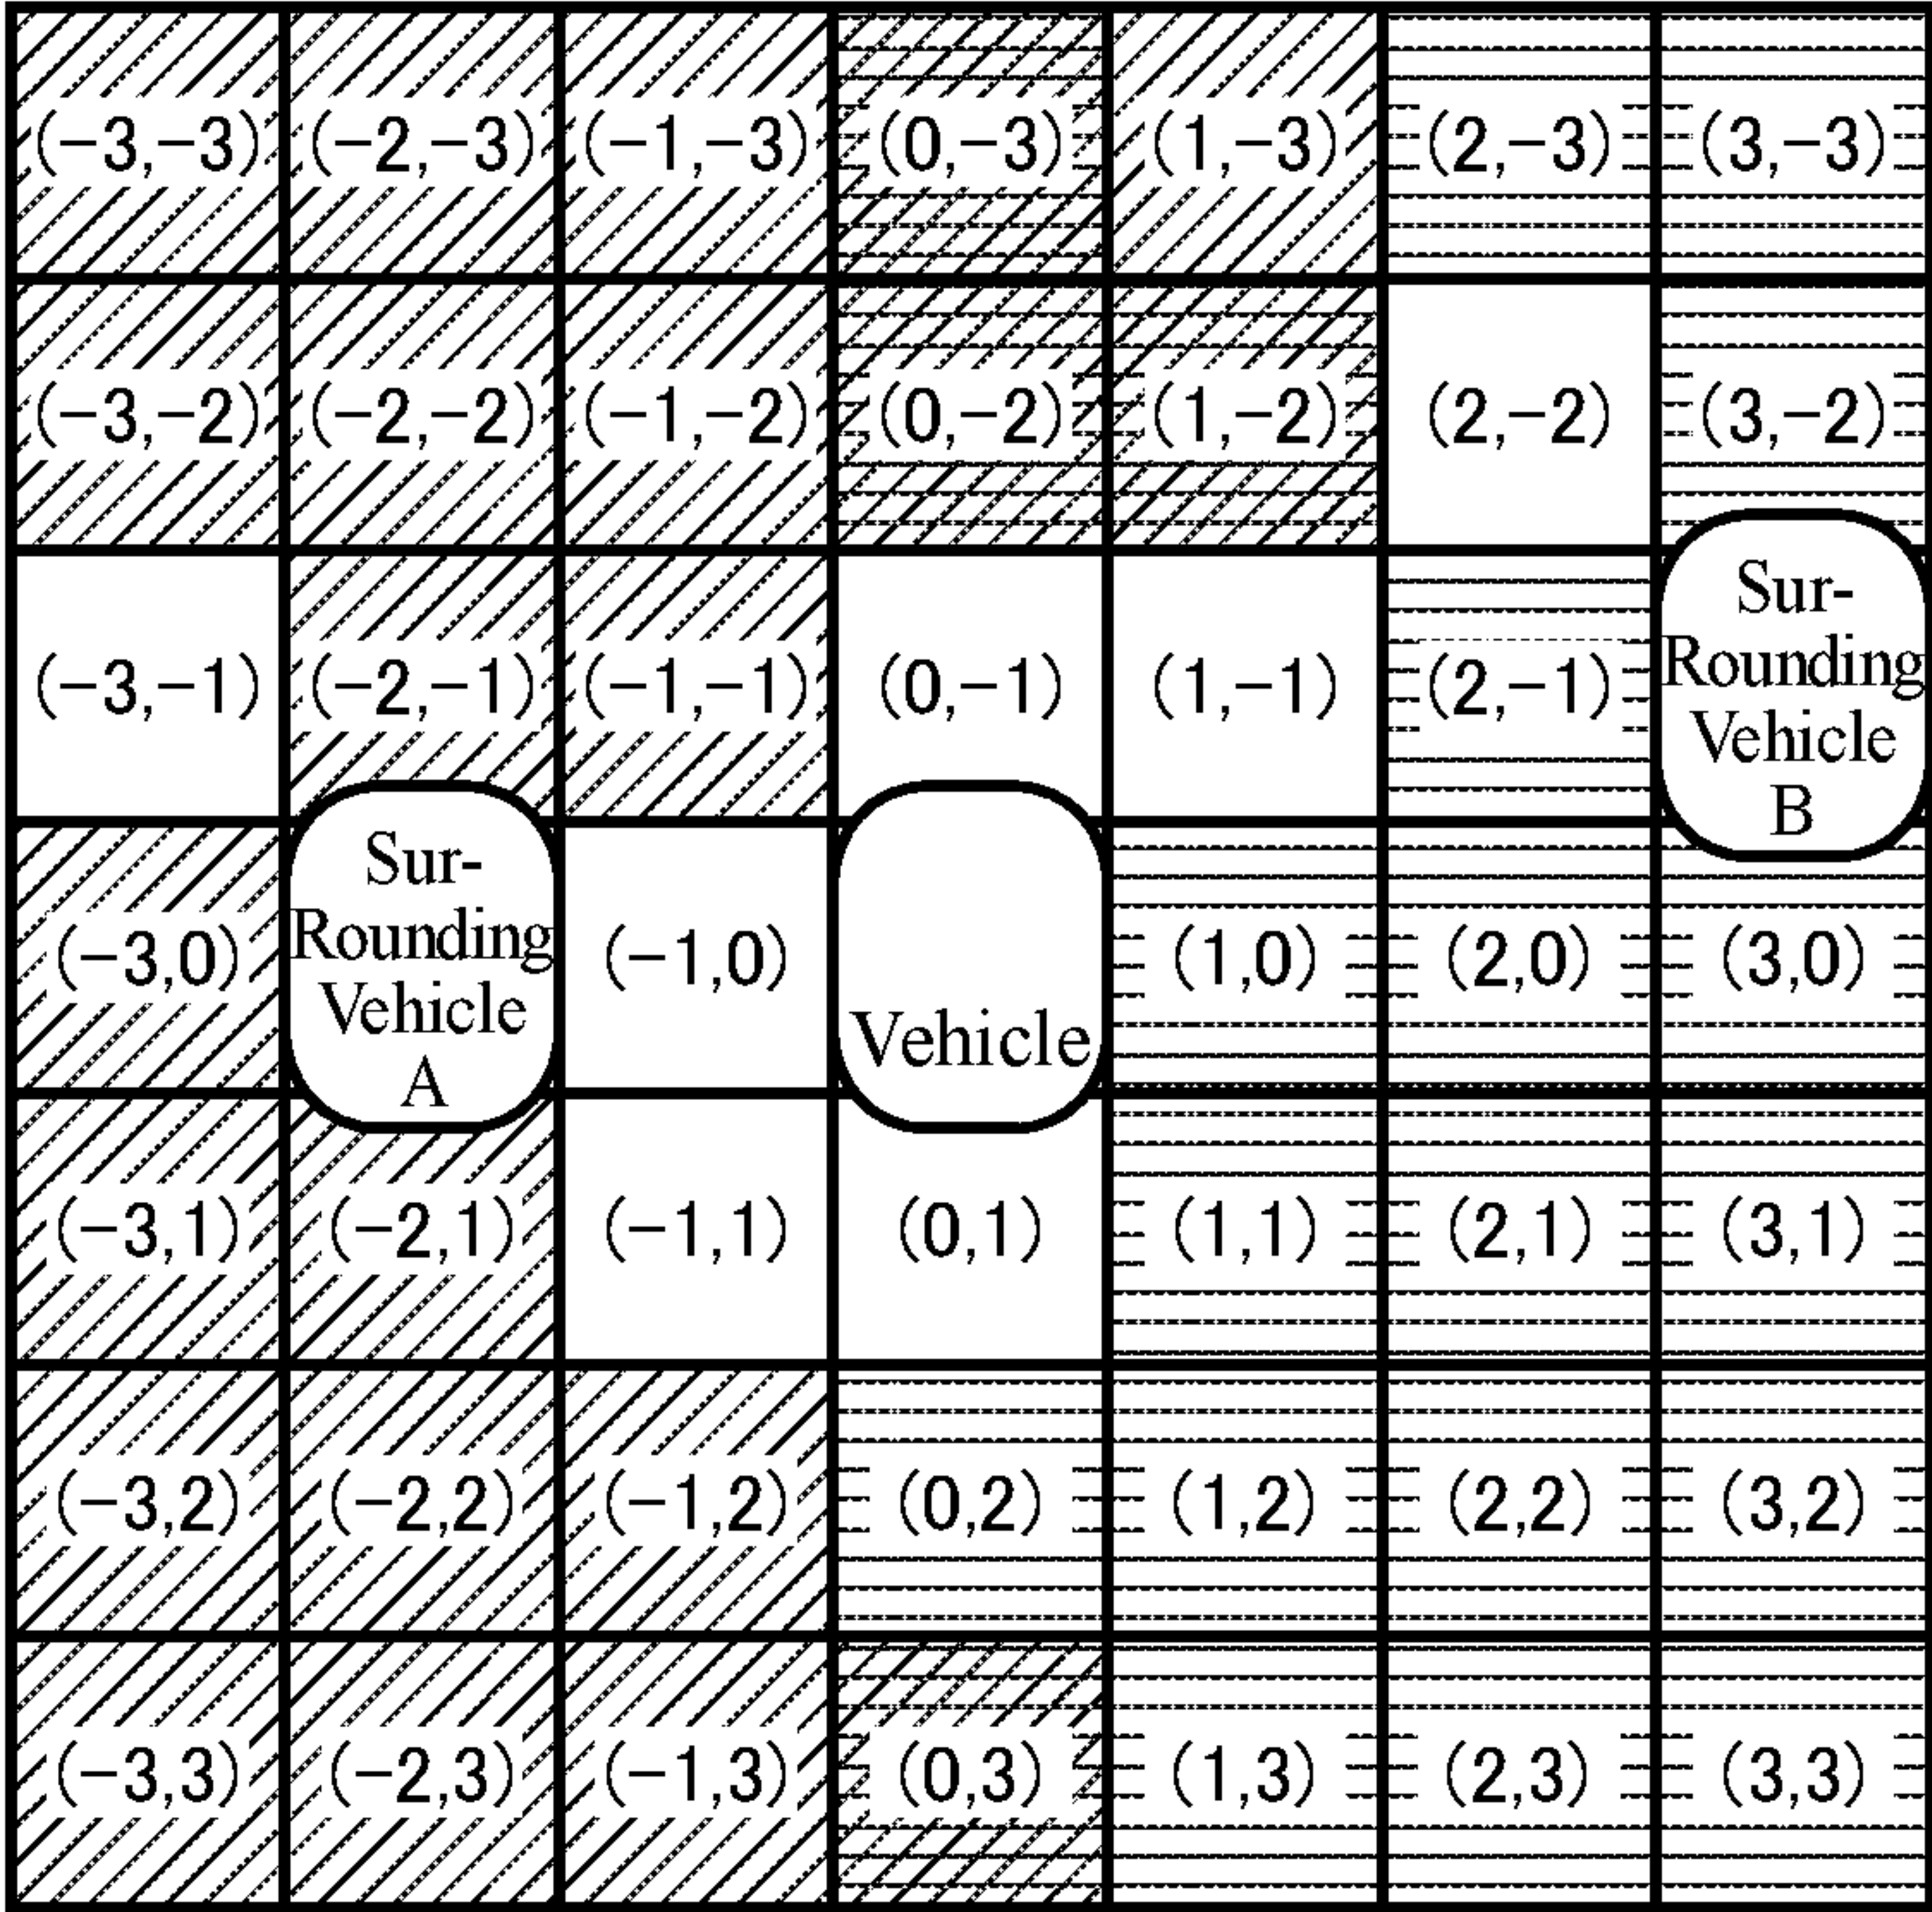 (−3,−3) (−2,−3) (−1,−3) (0,−3) (1,−3) (2,−3) (3,−3)
(−3,−2) (−2,−2) (−1,−2) (0,−2) (1,−2) (2,−2) (3,−2)
(−3,−1) (−2,−1) (−1,−1) (0,−1) (1,−1) (2,−1)
Sur-
Rounding
Vehicle
B
(−3,0)
Sur-
Rounding
Vehicle
A
(−1,0)
Vehicle
(1,0) (2,0) (3,0)
(−3,1) (−2,1) (−1,1) (0,1) (1,1) (2,1) (3,1)
(−3,2) (−2,2) (−1,2) (0,2) (1,2) (2,2) (3,2)
(−3,3) (−2,3) (−1,3) (0,3) (1,3) (2,3) (3,3)